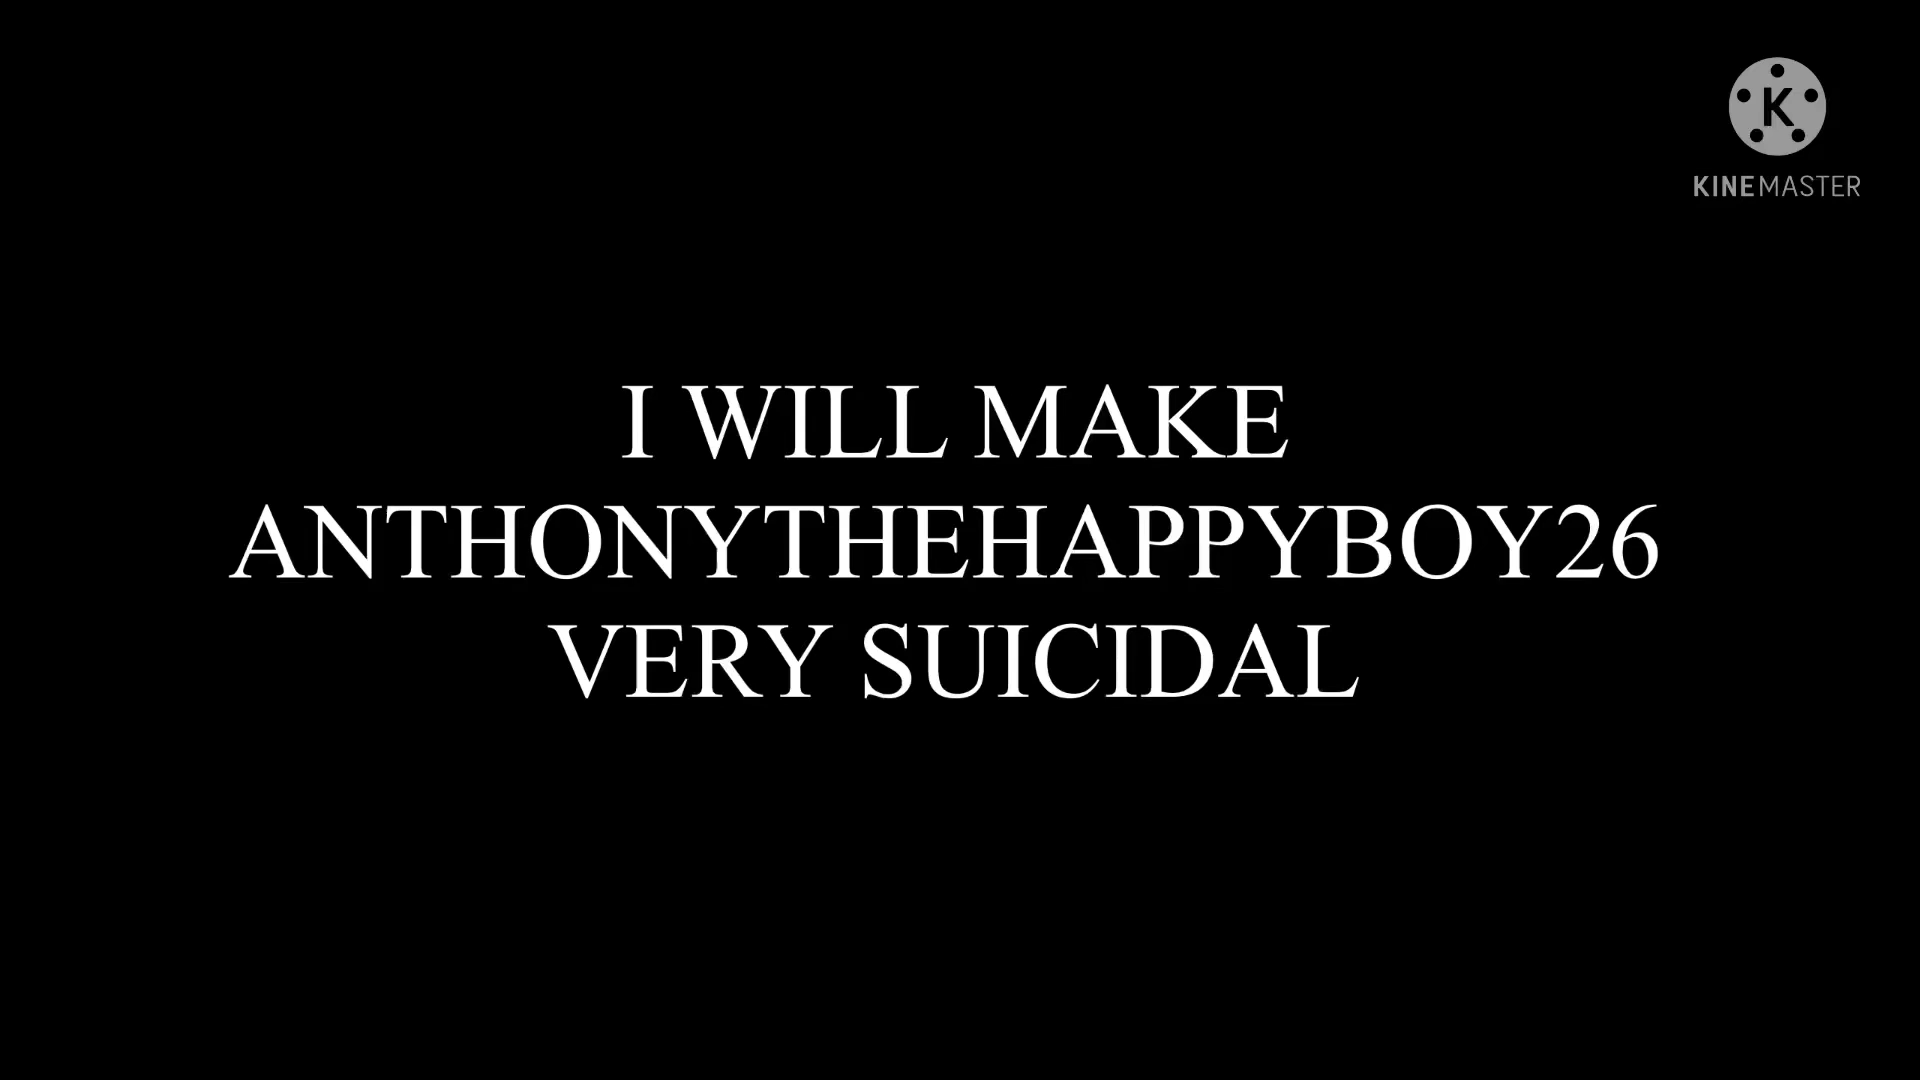 K
KINEMASTER
I WILL MAKE
ANTHONYTHEHAPPYBOY26
VERY SUICIDAL